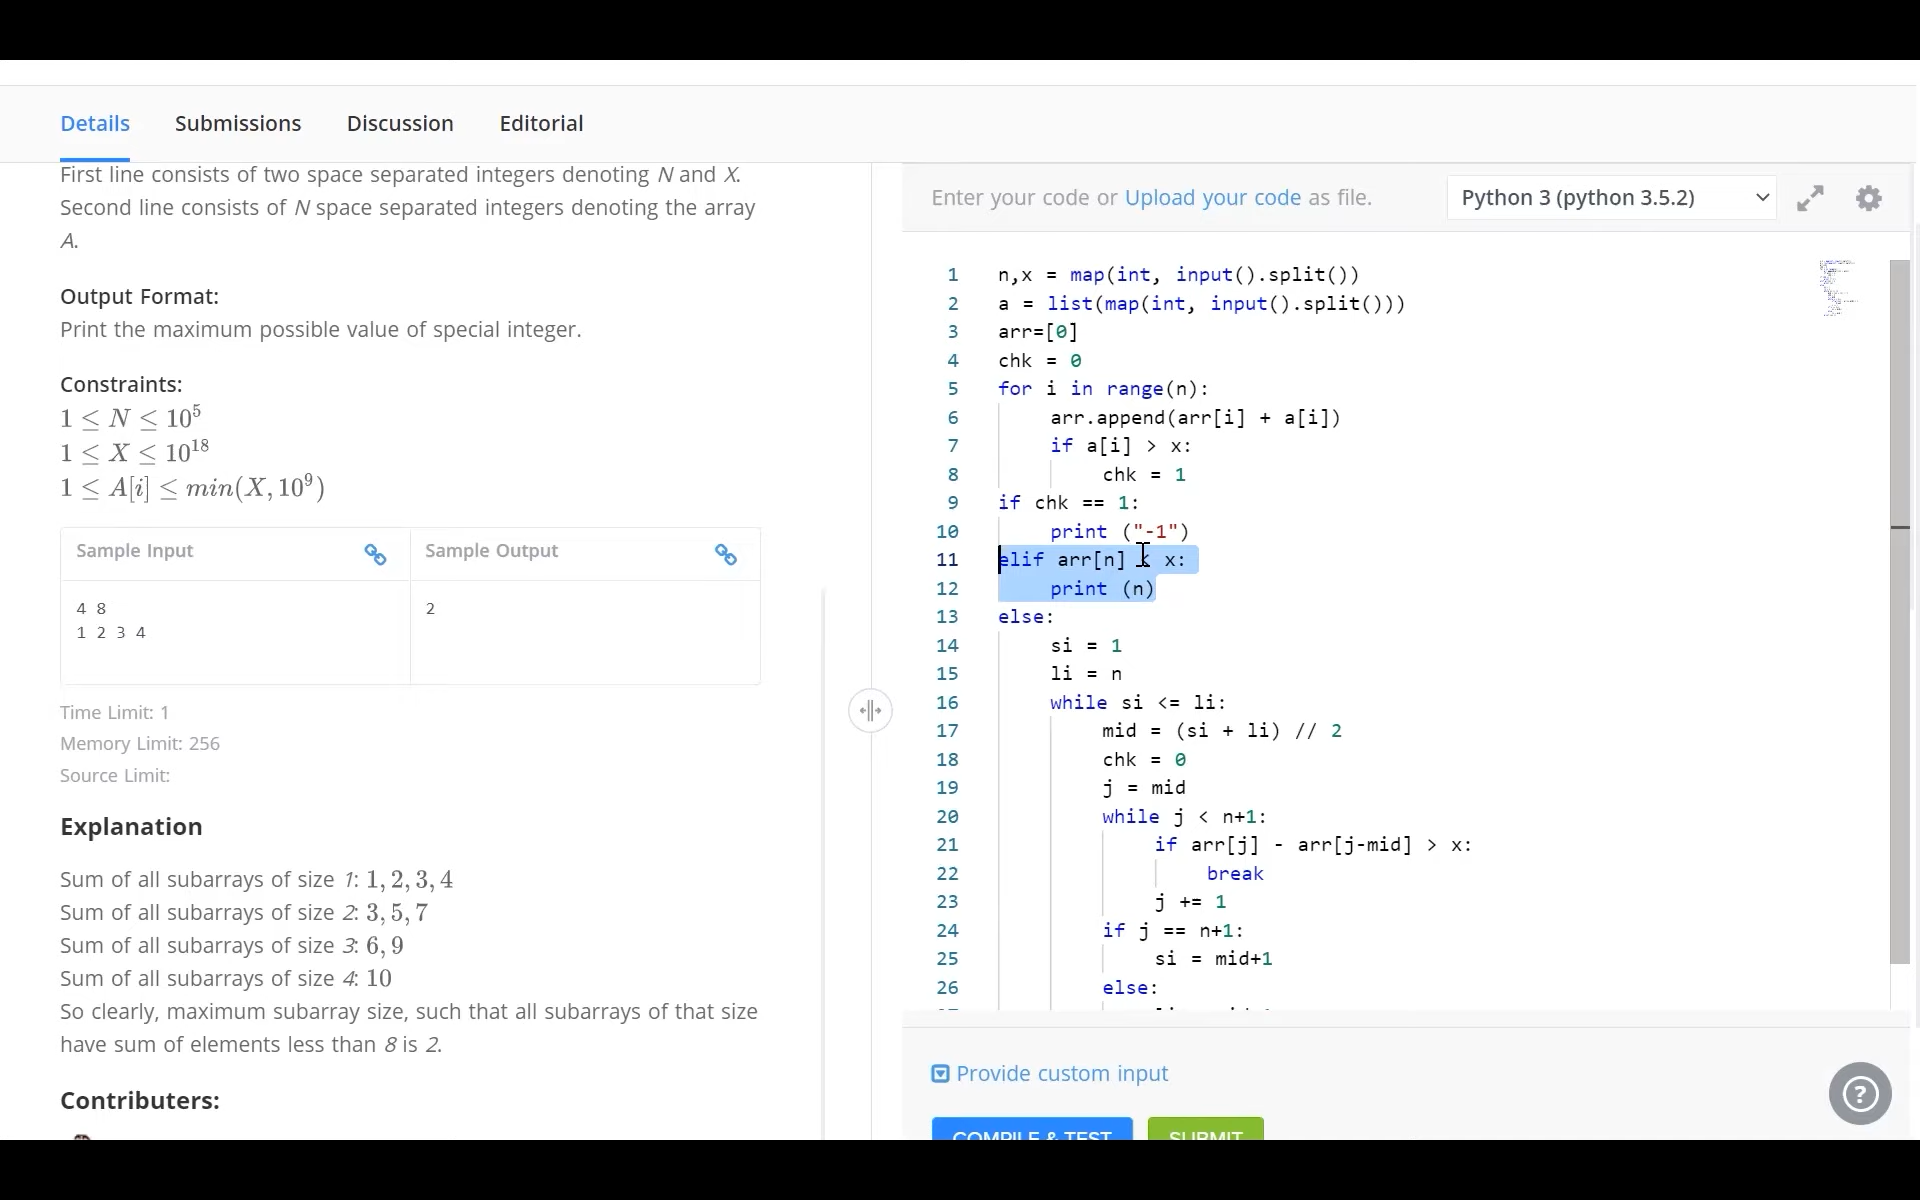 Details Submissions Discussion Editorial
First line consists of two space separated integers denoting N and X.
Second line consists of N space separated integers denoting the array
A.
Output Format:
Print the maximum possible value of special integer.
Constraints:
1 ≤ N ≤ 10^5
1 ≤ X ≤ 10^18
1 ≤ A[i] ≤ min(X, 10^9)
Sample Input
Sample Output
4 8
1 2 3 4
2
Time Limit: 1
Memory Limit: 256
Source Limit:
Explanation
Sum of all subarrays of size 1: 1, 2, 3, 4
Sum of all subarrays of size 2: 3, 5, 7
Sum of all subarrays of size 3: 6, 9
Sum of all subarrays of size 4: 10
So clearly, maximum subarray size, such that all subarrays of that size
have sum of elements less than 8 is 2.
Contributers:
Enter your code or Upload your code as file.
Python 3 (python 3.5.2)
1 n,x = map(int, input().split())
2 a = list(map(int, input().split()))
3 arr=[0]
4 chk = 0
5 for i in range(n):
6 arr.append(arr[i] + a[i])
7 if a[i] > x:
8 chk = 1
9 if chk == 1:
10 print ("-1")
11 elif arr[n] < x:
12 print (n)
13 else:
14 si = 1
15 li = n
16 while si <= li:
17 mid = (si + li) // 2
18 chk = 0
19 j = mid
20 while j < n+1:
21 if arr[j] - arr[j-mid] > x:
22 break
23 j += 1
24 if j == n+1:
25 si = mid+1
26 else:
Provide custom input
COMPILE & TEST
SUBMIT
?